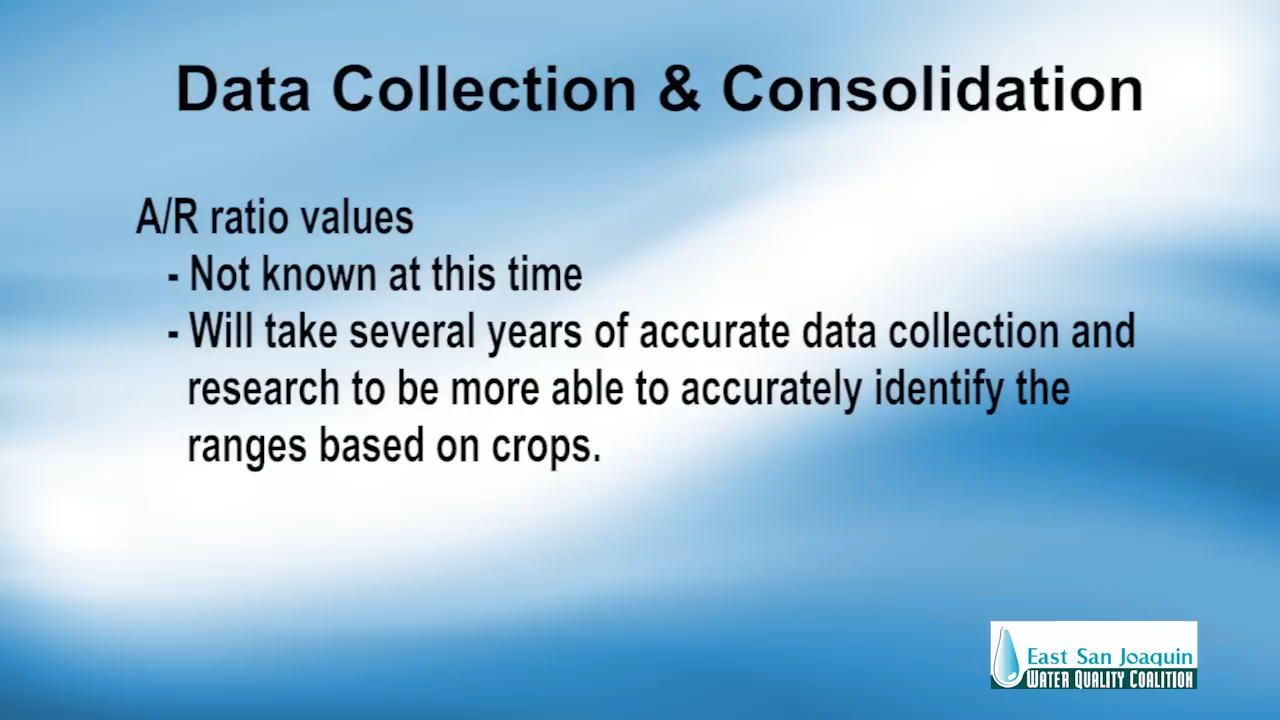 Data Collection & Consolidation
A/R ratio values
- Not known at this time
- Will take several years of accurate data collection and
research to be more able to accurately identify the
ranges based on crops.
East San Joaquin
WATER QUALITY COALITION